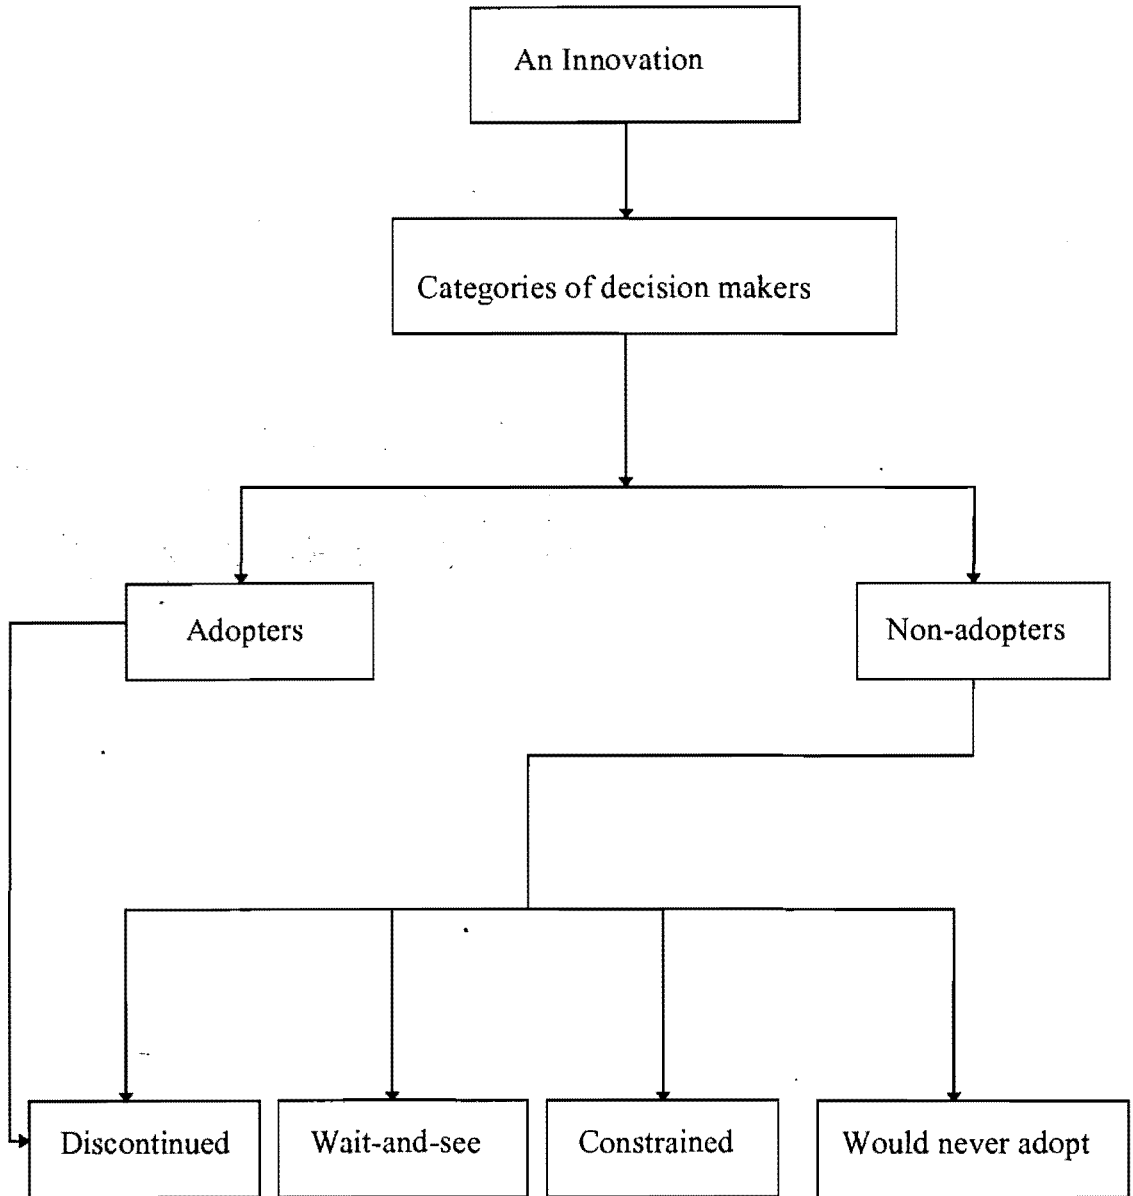 An Innovation
Categories of decision makers
Adopters
Non-adopters
Discontinued
Wait-and-see
Constrained
Would never adopt